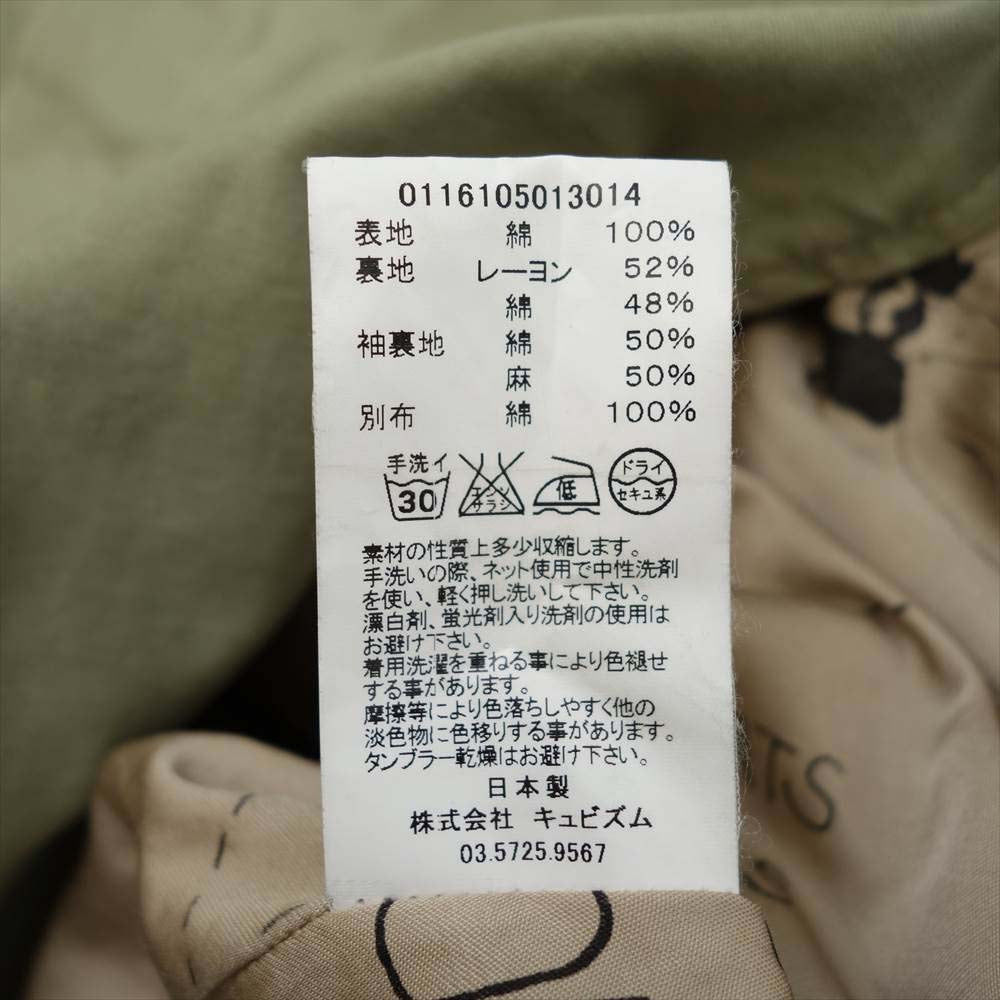 0116105013014
表地 綿 100%
裏地 レーヨン 52%
綿 48%
袖裏地 綿 50%
麻 50%
別布 綿 100%
手洗イ 30 エンソサラシ 低 ドライ セキユ系
素材の性質上多少収縮します。
手洗いの際、ネット使用で中性洗剤
を使い、軽く押し洗いして下さい。
漂白剤、蛍光剤入り洗剤の使用は
お避け下さい。
着用洗濯を重ねる事により色褪せ
する事があります。
摩擦等により色落ちしやすく他の
淡色物に色移りする事があります。
タンブラー乾燥はお避け下さい。
日本製
株式会社 キュビズム
03.5725.9567
TS